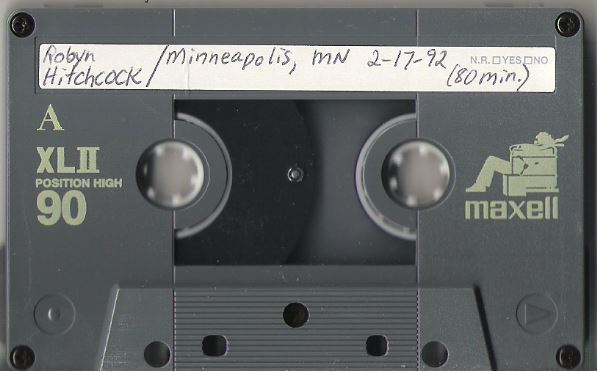 Robyn Hitchcock / Minneapolis, MN 2-17-92 (80 min.)
N.R. □YES□NO
A
XLII
POSITION HIGH
90
maxell